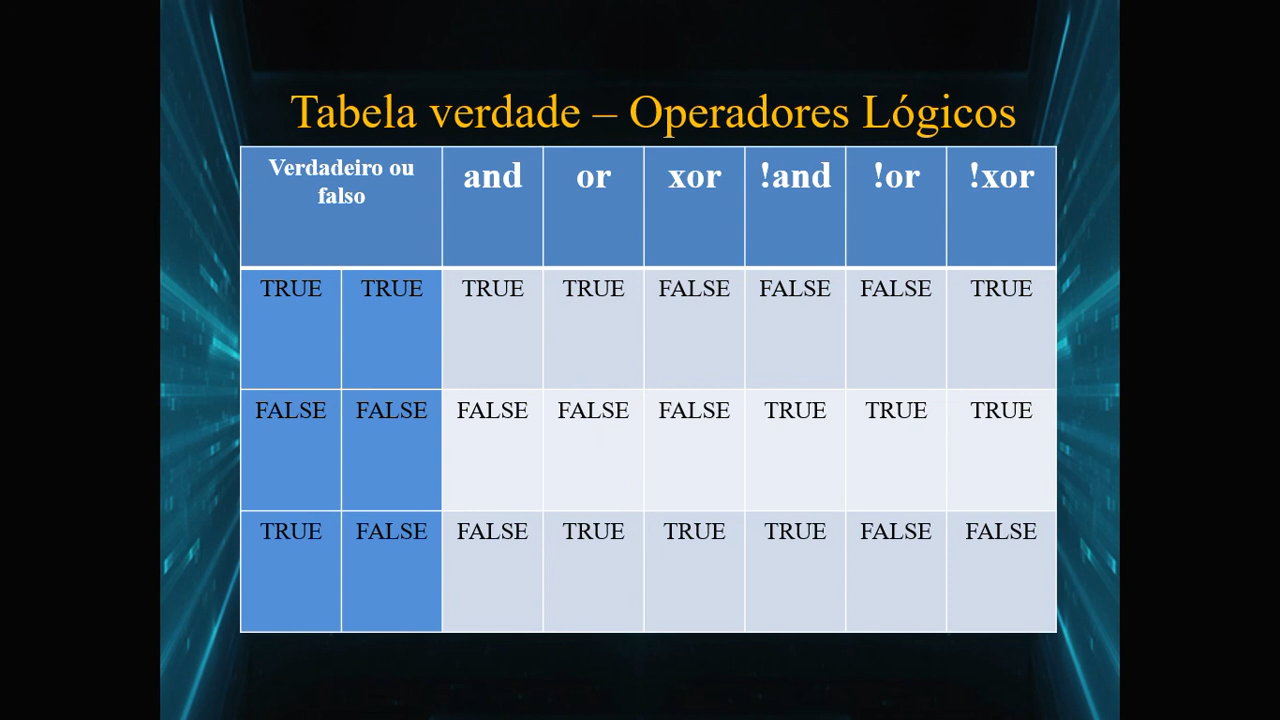 Tabela verdade – Operadores Lógicos
Verdadeiro ou
falso
and or xor !and !or !xor
TRUE TRUE TRUE TRUE FALSE FALSE FALSE TRUE
FALSE FALSE FALSE FALSE FALSE TRUE TRUE TRUE
TRUE FALSE FALSE TRUE TRUE TRUE FALSE FALSE